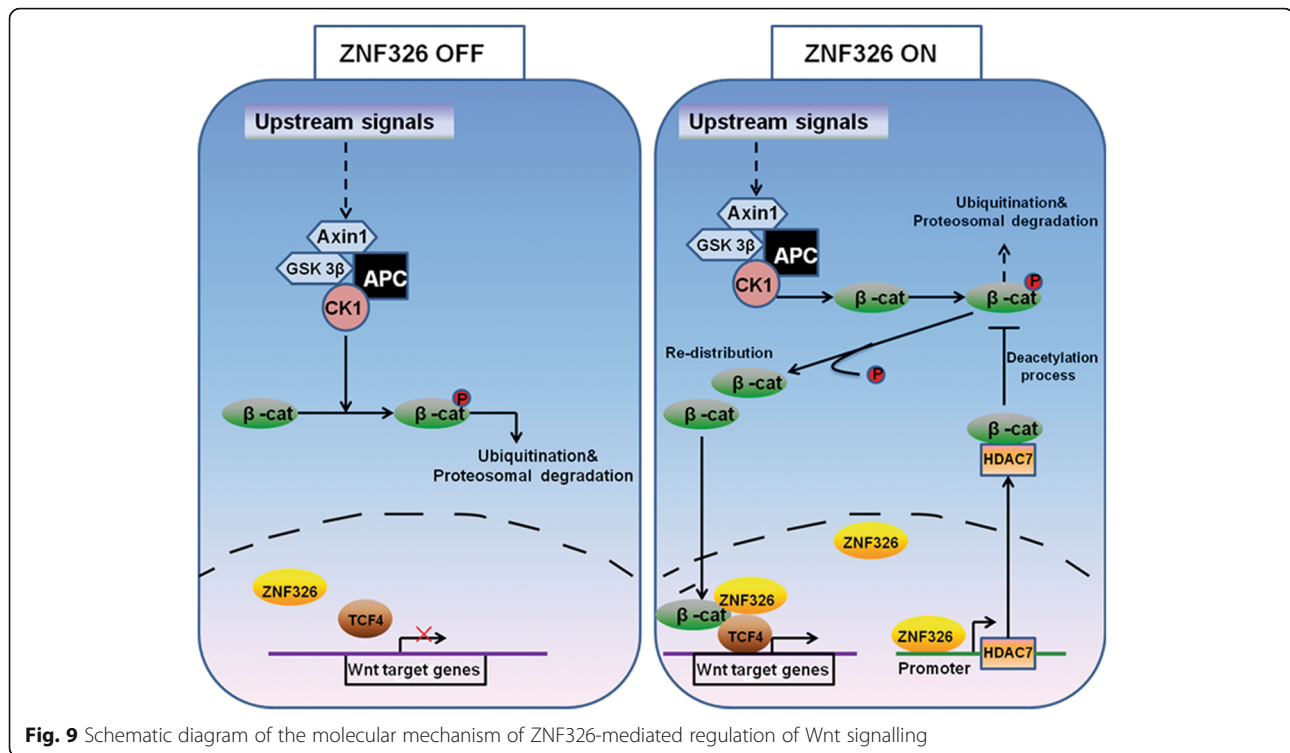 ZNF326 OFF
Upstream signals
Axin1
GSK 3β
APC
CK1
β-cat
β-cat
P
Ubiquitination&
Proteosomal degradation
ZNF326
TCF4
Wnt target genes
ZNF326 ON
Upstream signals
Axin1
GSK 3β
APC
CK1
β-cat
β-cat
P
Ubiquitination&
Proteosomal degradation
Re-distribution
P
Deacetylation
process
β-cat
β-cat
β-cat
HDAC7
ZNF326
β-cat
ZNF326
TCF4
Wnt target genes
ZNF326
Promoter
HDAC7
Fig. 9 Schematic diagram of the molecular mechanism of ZNF326-mediated regulation of Wnt signalling